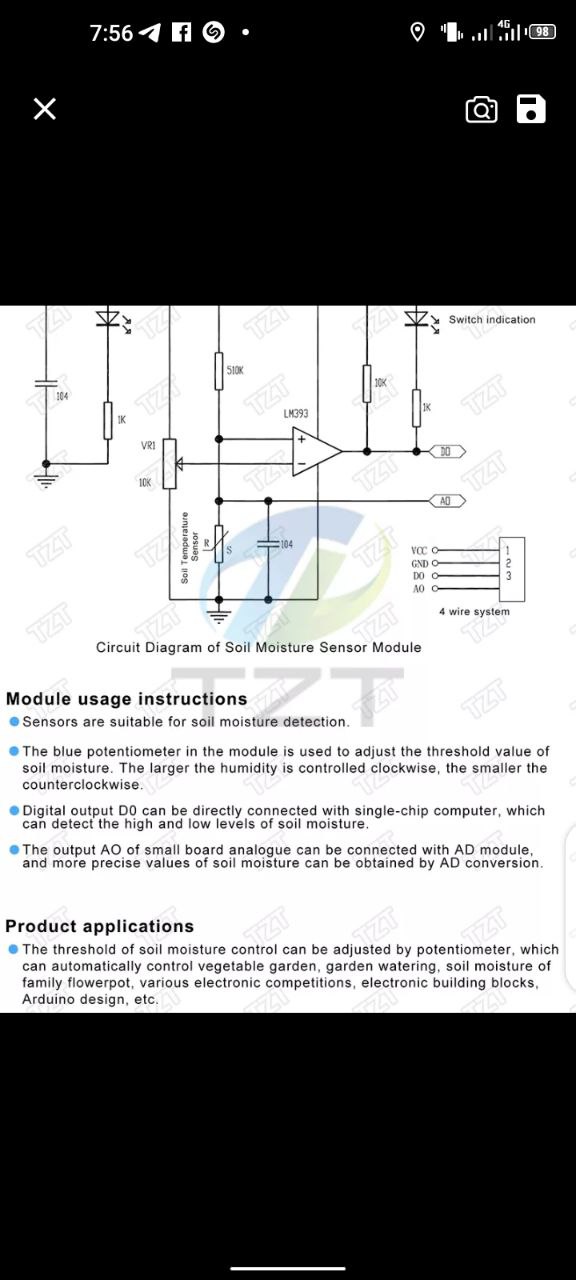 7:56
4G
98
Switch indication
104
1K
510K
10K
1K
LM393
VR1
10K
+
-
DO
AO
Soil Temperature
Sensor
R
S
104
VCC
GND
DO
AO
1
2
3
4 wire system
Circuit Diagram of Soil Moisture Sensor Module
TZT
Module usage instructions
Sensors are suitable for soil moisture detection.
The blue potentiometer in the module is used to adjust the threshold value of
soil moisture. The larger the humidity is controlled clockwise, the smaller the
counterclockwise.
Digital output D0 can be directly connected with single-chip computer, which
can detect the high and low levels of soil moisture.
The output AO of small board analogue can be connected with AD module,
and more precise values of soil moisture can be obtained by AD conversion.
Product applications
The threshold of soil moisture control can be adjusted by potentiometer, which
can automatically control vegetable garden, garden watering, soil moisture of
family flowerpot, various electronic competitions, electronic building blocks,
Arduino design, etc.